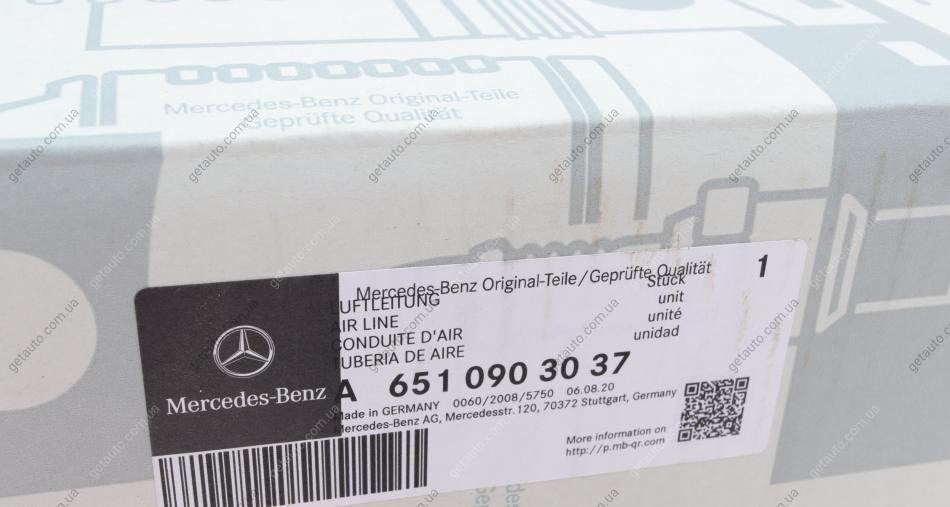 Mercedes-Benz Original-Teile
Geprüfte Qualität
Mercedes-Benz Original-Teile/Geprüfte Qualität
LUFTLEITUNG
AIR LINE
CONDUITE D'AIR
TUBERIA DE AIRE
Stück
unit
unité
unidad
1
A 651 090 30 37
Made in GERMANY 0060/2008/5750 06.08.20
Mercedes-Benz AG, Mercedesstr. 120, 70372 Stuttgart, Germany
More information on
http://p.mb-qr.com
Mercedes-Benz
getauto.com.ua